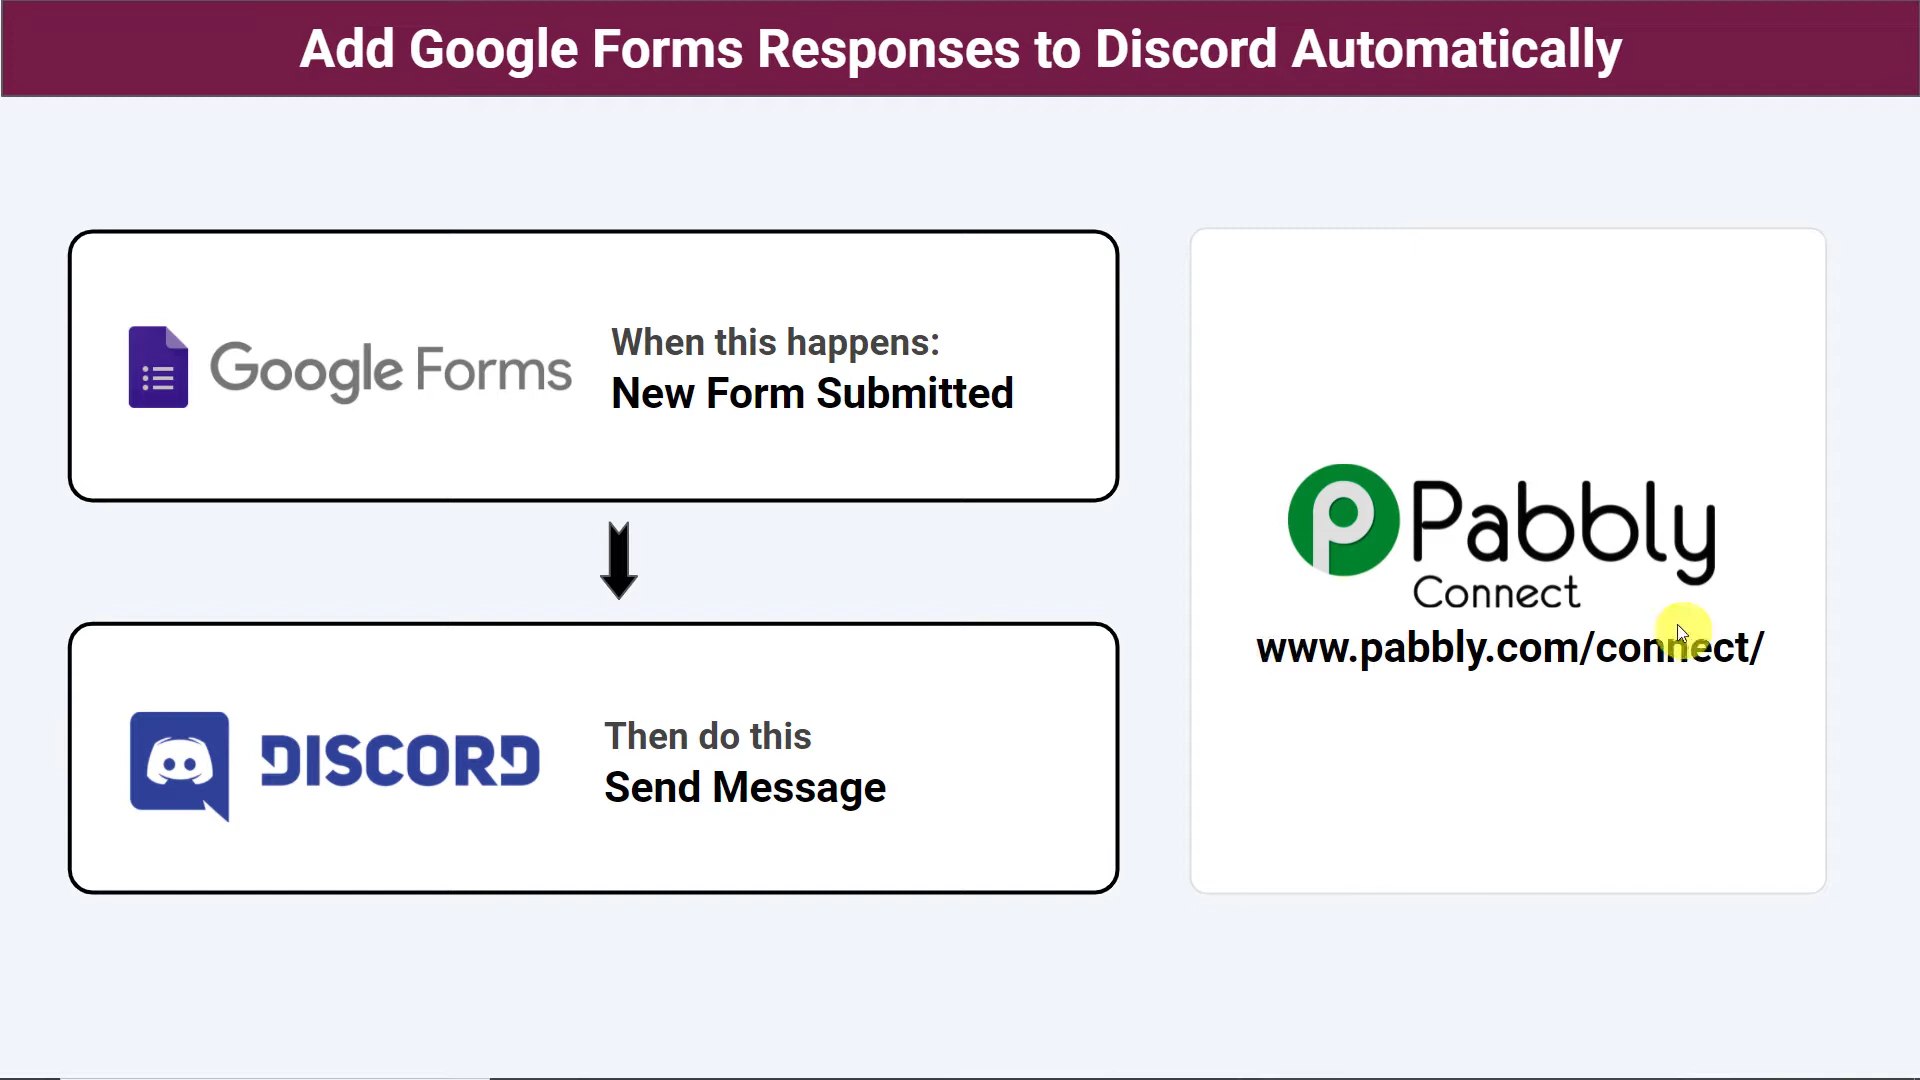 Add Google Forms Responses to Discord Automatically
Google Forms
When this happens:
New Form Submitted
DISCORD
Then do this
Send Message
Pabbly
Connect
www.pabbly.com/connect/